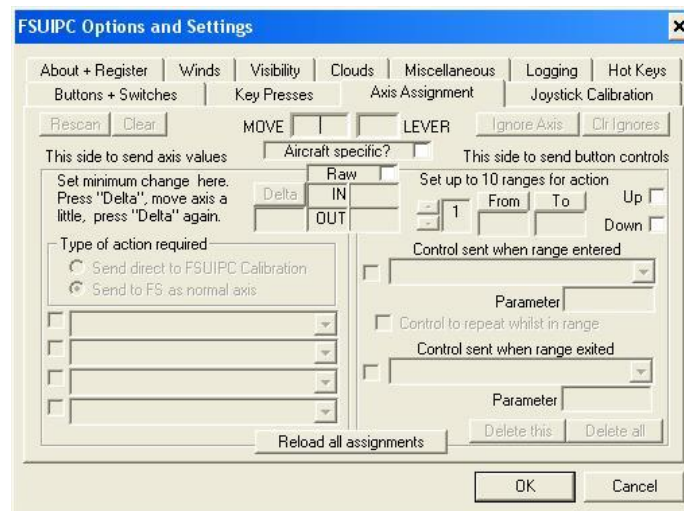 FSUIPC Options and Settings
About + Register Winds Visibility Clouds Miscellaneous Logging Hot Keys
Buttons + Switches Key Presses Axis Assignment Joystick Calibration
Rescan Clear MOVE LEVER Ignore Axis Clr Ignores
This side to send axis values Aircraft specific? This side to send button controls
Set minimum change here.
Press "Delta", move axis a
little, press "Delta" again.
Delta Raw
IN
OUT
Set up to 10 ranges for action
1 From To Up
Down
Type of action required
Send direct to FSUIPC Calibration
Send to FS as normal axis
Control sent when range entered
Parameter
Control to repeat whilst in range
Control sent when range exited
Parameter
Delete this Delete all
Reload all assignments
OK Cancel